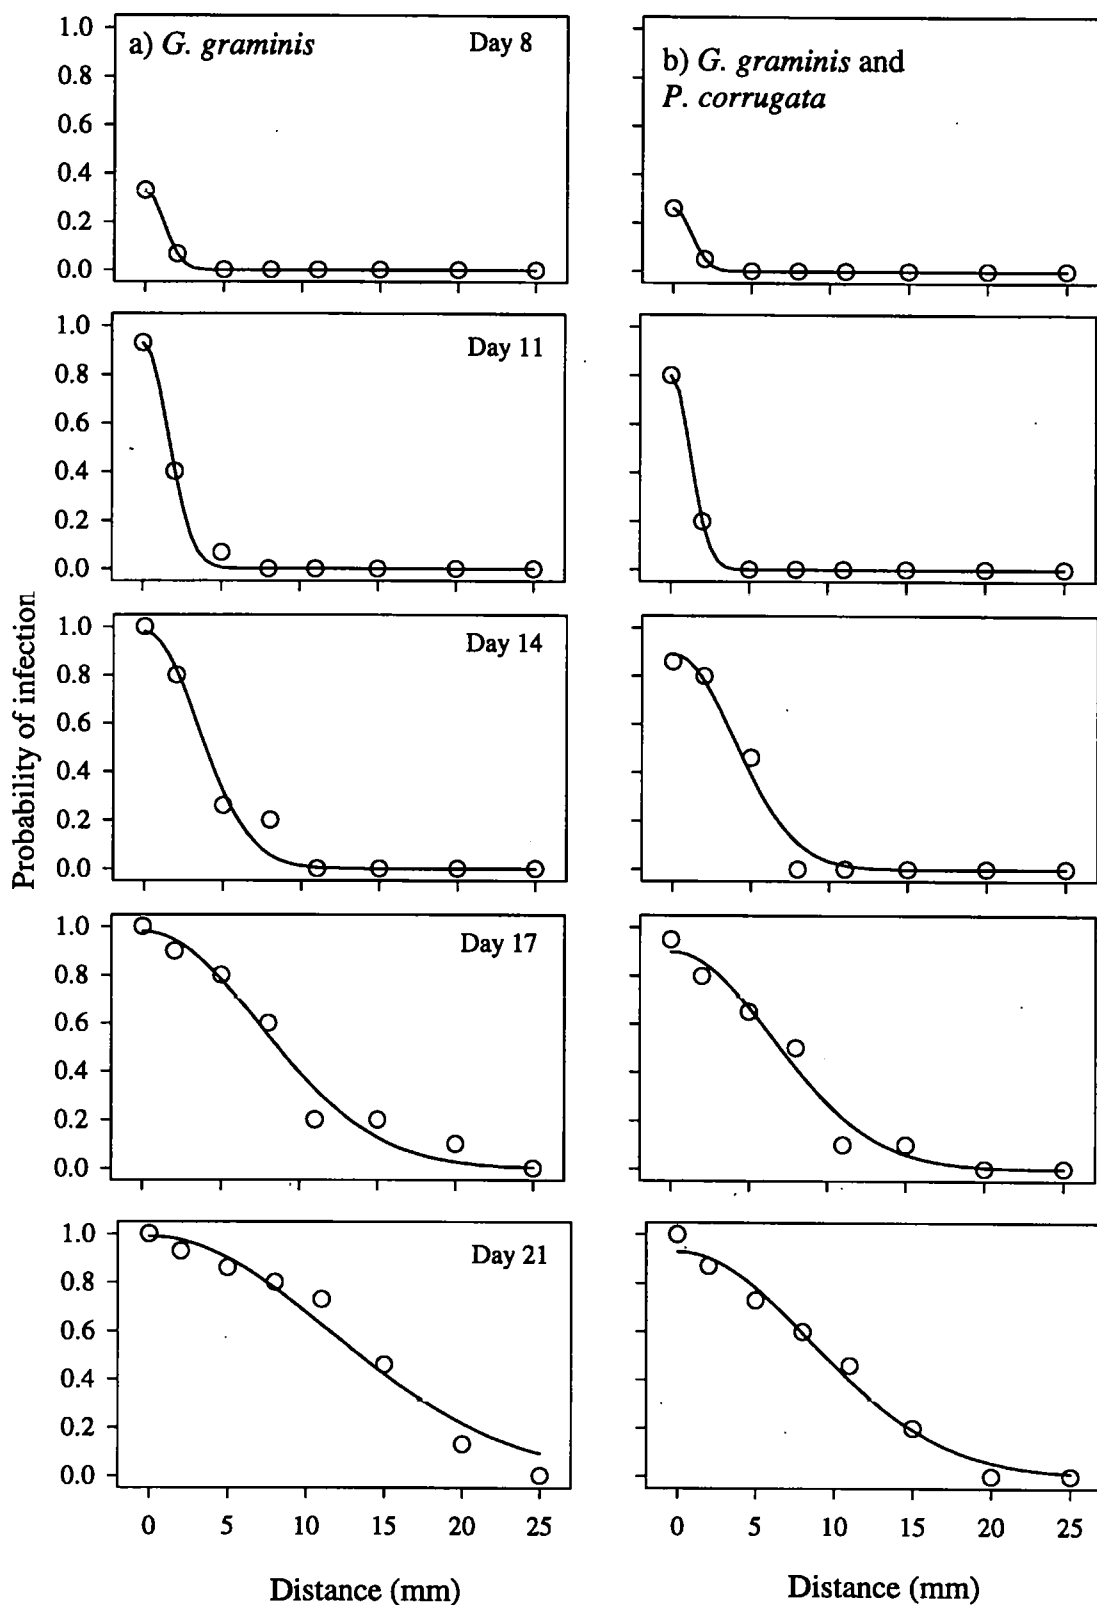 a) G. graminis
Day 8
b) G. graminis and
P. corrugata
1.0
0.8
0.6
0.4
0.2
0.0
Day 11
1.0
0.8
0.6
0.4
0.2
0.0
Day 14
1.0
0.8
0.6
0.4
0.2
0.0
Day 17
1.0
0.8
0.6
0.4
0.2
0.0
Day 21
1.0
0.8
0.6
0.4
0.2
0.0
Probability of infection
0 5 10 15 20 25
0 5 10 15 20 25
Distance (mm)
Distance (mm)